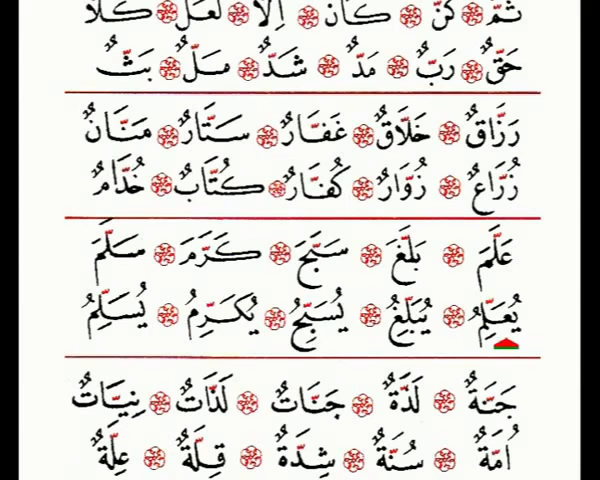 ثُمَّ كُنَّ كَانَ اِلَّا لَعَلَّ كَلَّا
حَقٌّ رَبٌّ مَدٌّ شَدٌّ مَلٌّ بَثٌّ
رَزَّاقٌ خَلَّاقٌ غَفَّارٌ سَتَّارٌ مَنَّانٌ
زُرَّاعٌ زُوَّارٌ كُفَّارٌ كُتَّابٌ خُدَّامٌ
عَلَّمَ بَلَّغَ سَبَّحَ كَرَّمَ سَلَّمَ
يُعَلِّمُ يُبَلِّغُ يُسَبِّحُ يُكَرِّمُ يُسَلِّمُ
جَنَّةٌ لَذَّةٌ جَنَّاتٌ لَذَّاتٌ نِيَّاتٌ
اُمَّةٌ سُنَّةٌ شِدَّةٌ قِلَّةٌ عِلَّةٌ